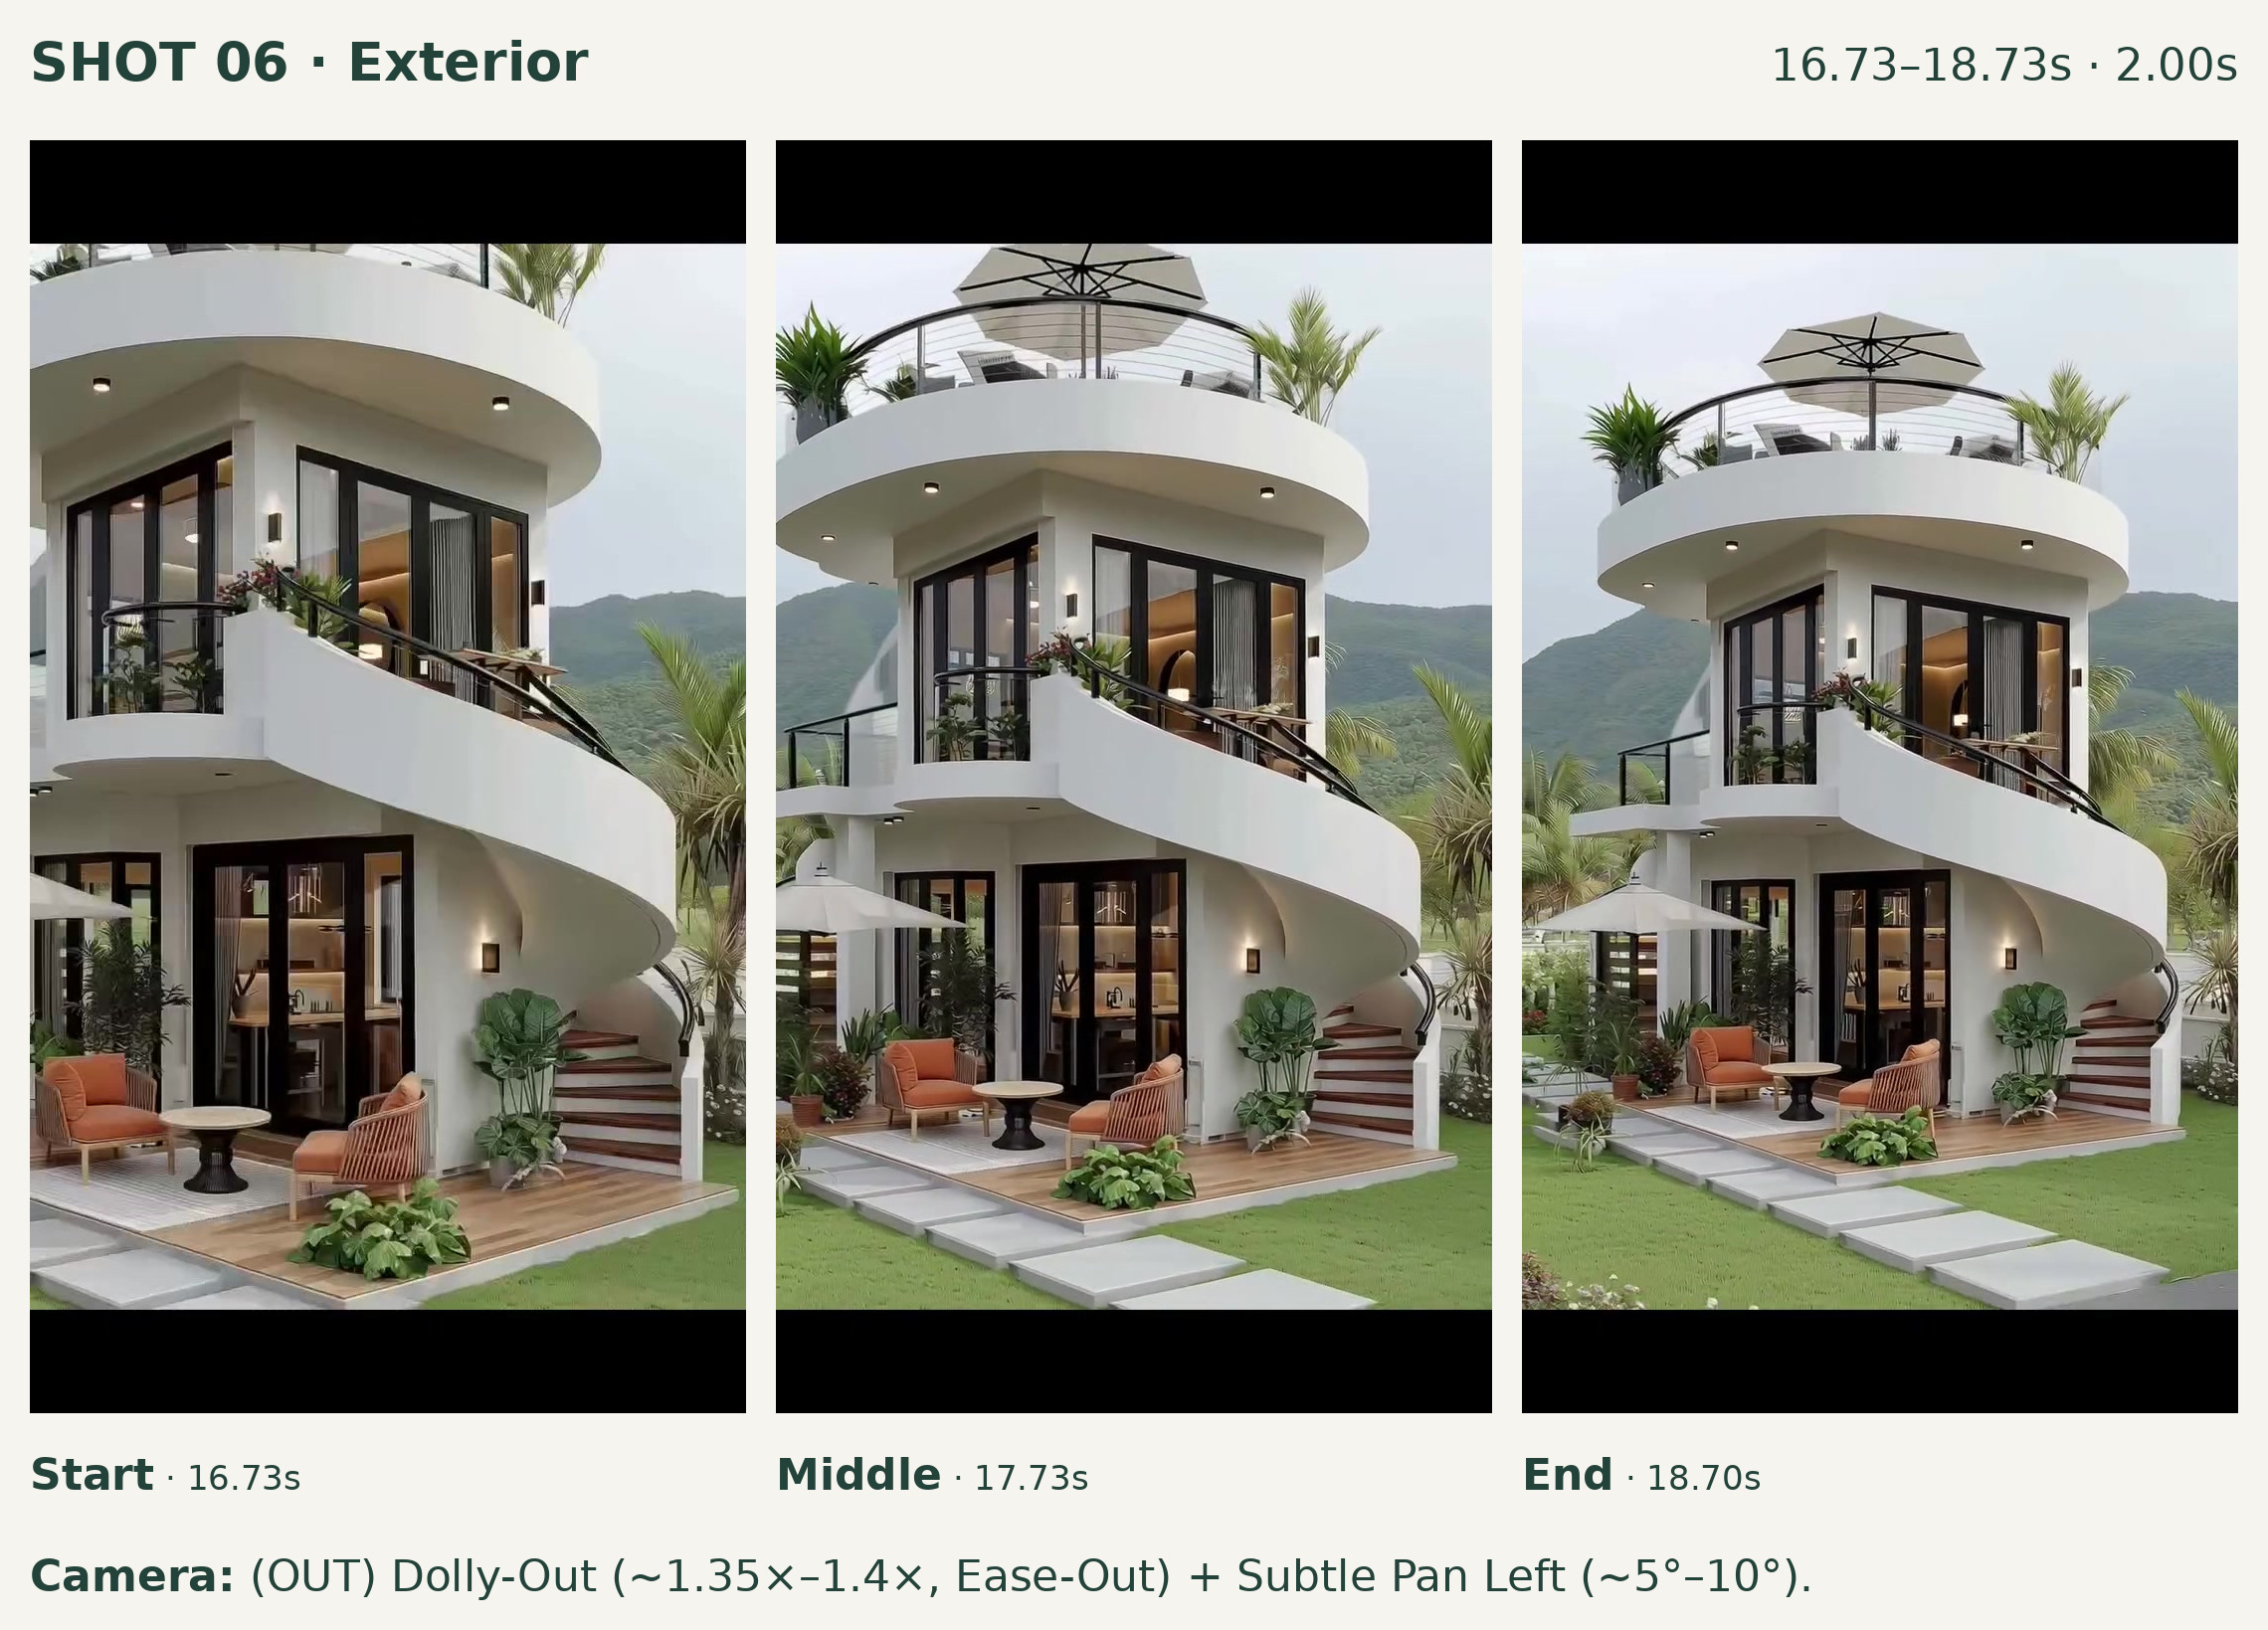 SHOT 06 · Exterior
16.73–18.73s · 2.00s
Start · 16.73s
Middle · 17.73s
End · 18.70s
Camera: (OUT) Dolly-Out (~1.35×–1.4×, Ease-Out) + Subtle Pan Left (~5°–10°).